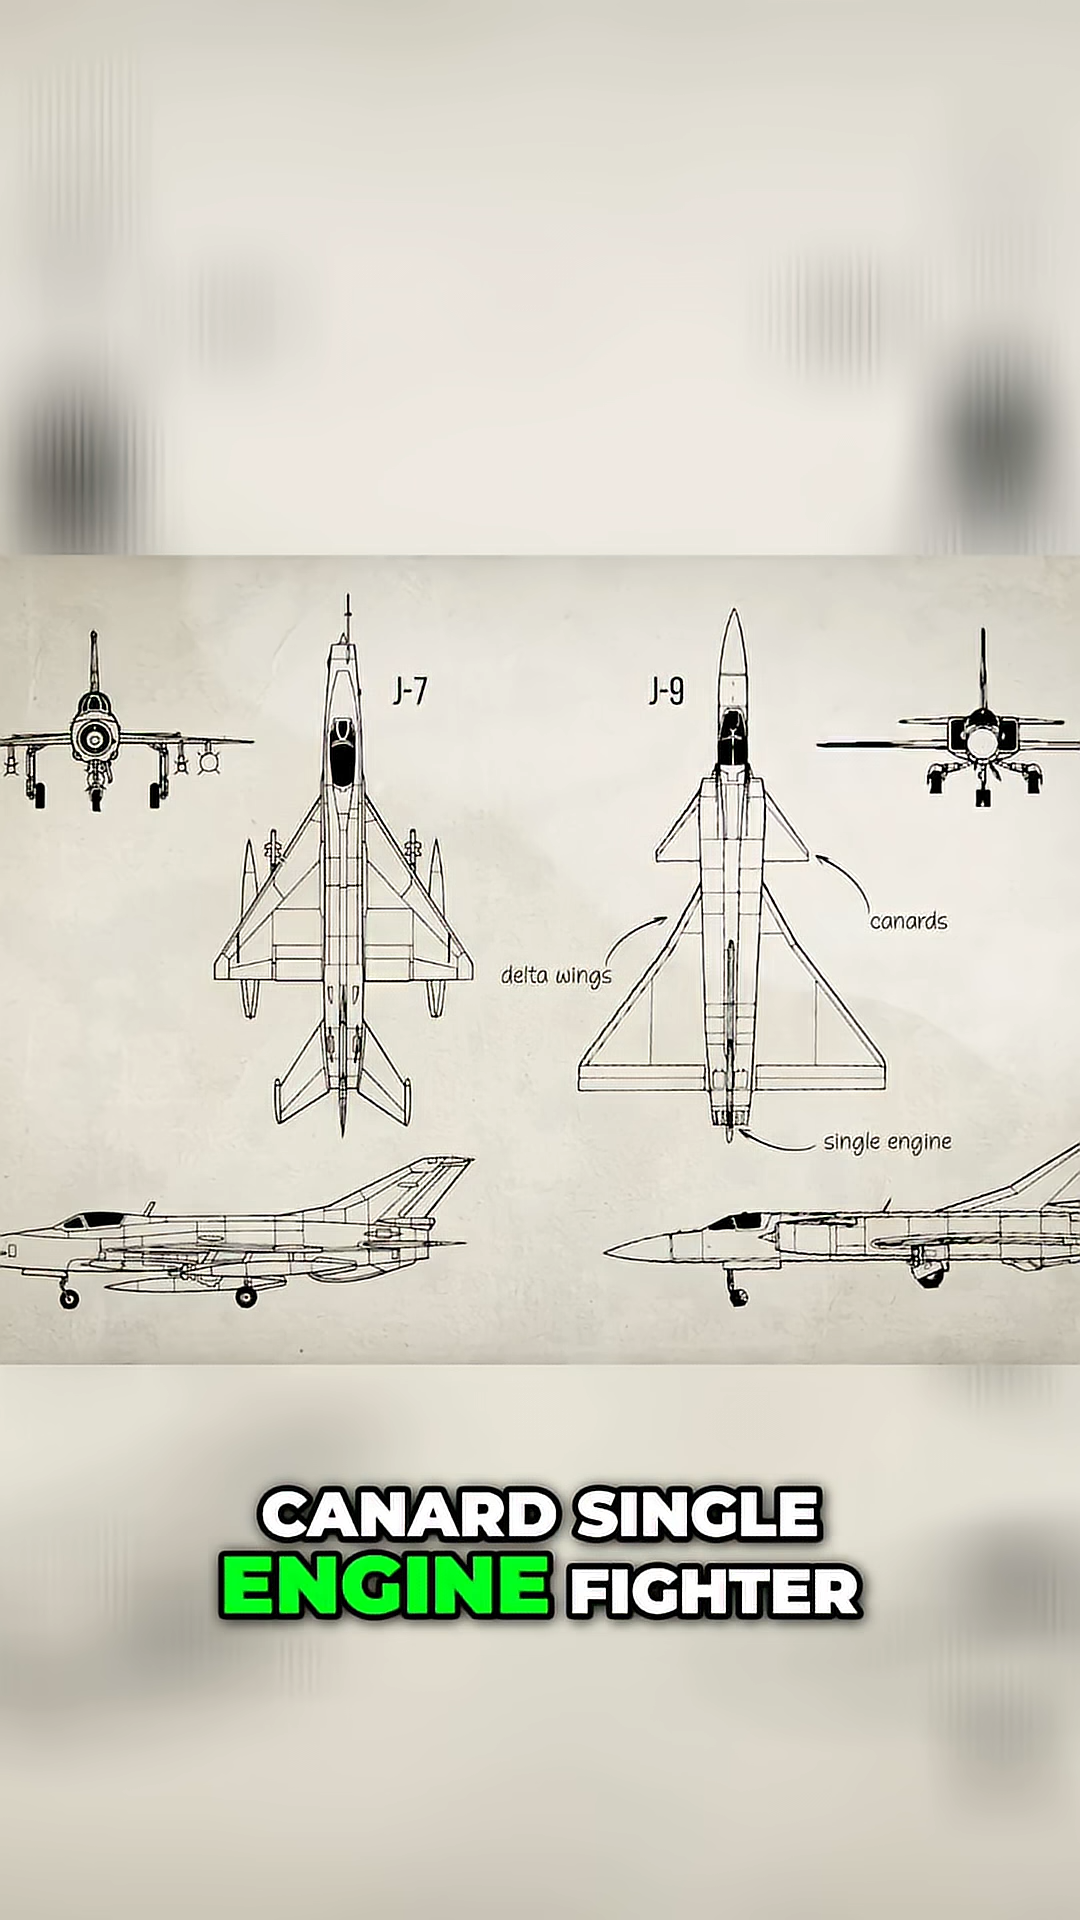 J-7
J-9
canards
delta wings
single engine
CANARD SINGLE
ENGINE FIGHTER